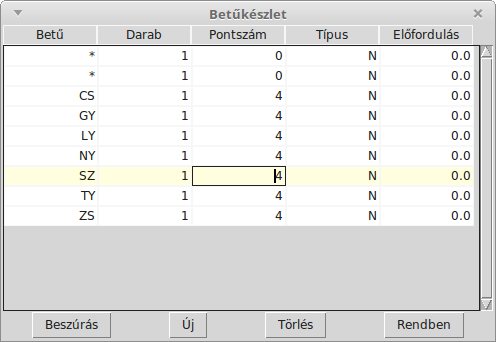 Betűkészlet
Betű Darab Pontszám Típus Előfordulás
* 1 0 N 0.0
* 1 0 N 0.0
CS 1 4 N 0.0
GY 1 4 N 0.0
LY 1 4 N 0.0
NY 1 4 N 0.0
SZ 1 4 N 0.0
TY 1 4 N 0.0
ZS 1 4 N 0.0
Beszúrás Új Törlés Rendben